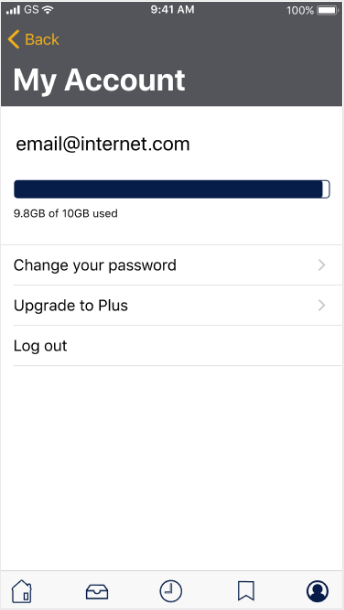 GS 9:41 AM 100%
Back
My Account
email@internet.com
9.8GB of 10GB used
Change your password
Upgrade to Plus
Log out